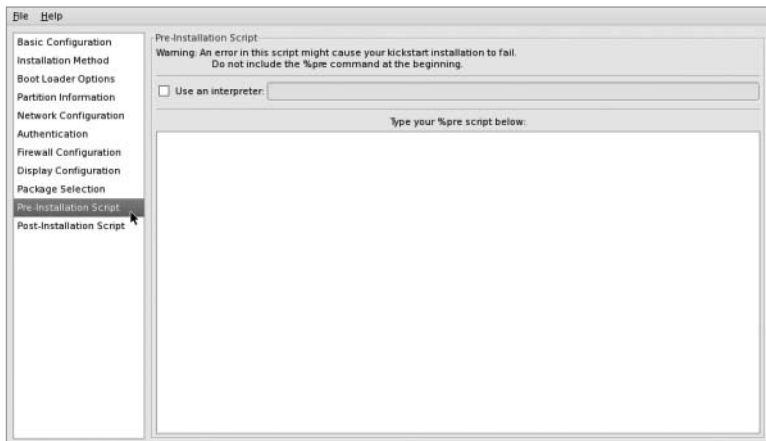 File Help
Basic Configuration
Installation Method
Boot Loader Options
Partition Information
Network Configuration
Authentication
Firewall Configuration
Display Configuration
Package Selection
Pre-Installation Script
Post-Installation Script
Pre-Installation Script
Warning: An error in this script might cause your kickstart installation to fail.
Do not include the %pre command at the beginning.
Use an interpreter:
Type your %pre script below: